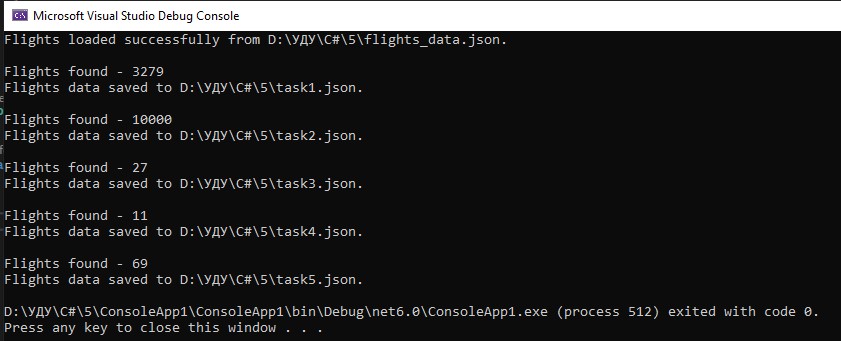 Microsoft Visual Studio Debug Console
Flights loaded successfully from D:\УДУ\C#\5\flights_data.json.
Flights found - 3279
Flights data saved to D:\УДУ\C#\5\task1.json.
Flights found - 10000
Flights data saved to D:\УДУ\C#\5\task2.json.
Flights found - 27
Flights data saved to D:\УДУ\C#\5\task3.json.
Flights found - 11
Flights data saved to D:\УДУ\C#\5\task4.json.
Flights found - 69
Flights data saved to D:\УДУ\C#\5\task5.json.
D:\УДУ\C#\5\ConsoleApp1\ConsoleApp1\bin\Debug\net6.0\ConsoleApp1.exe (process 512) exited with code 0.
Press any key to close this window . . .